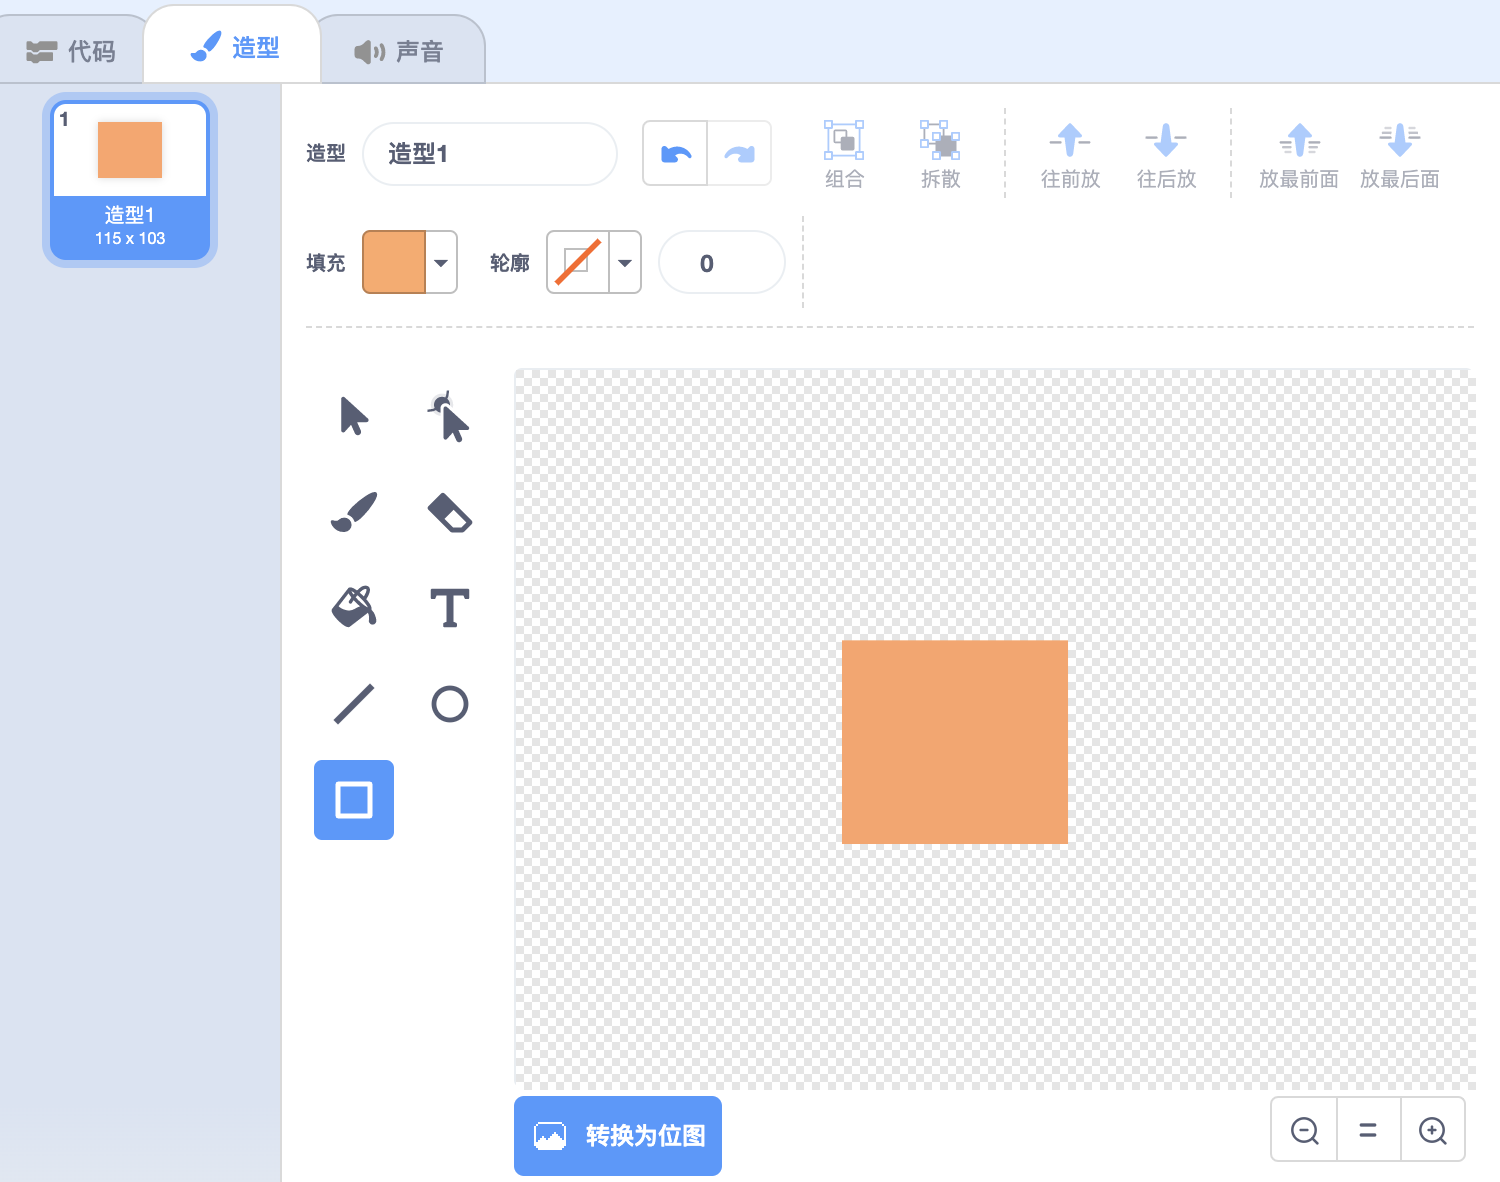 代码
造型
声音
1
造型1
115 x 103
造型
造型1
组合
拆散
往前放
往后放
放最前面
放最后面
填充
轮廓
0
转换为位图